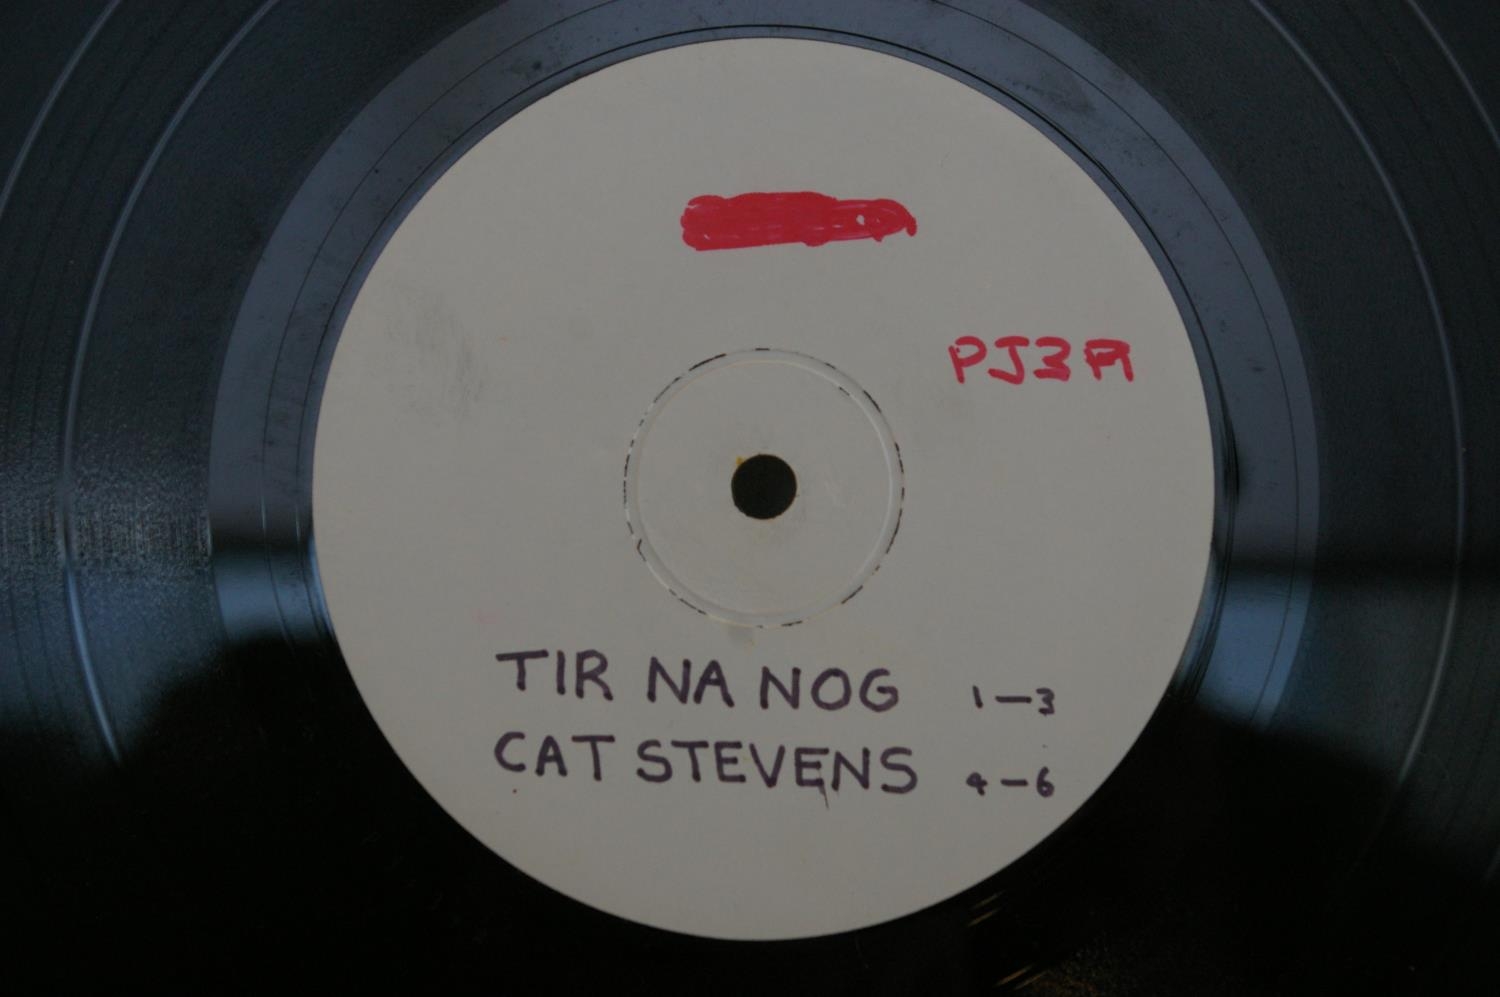 PJ3A
TIR NA NOG 1-3
CAT STEVENS 4-6